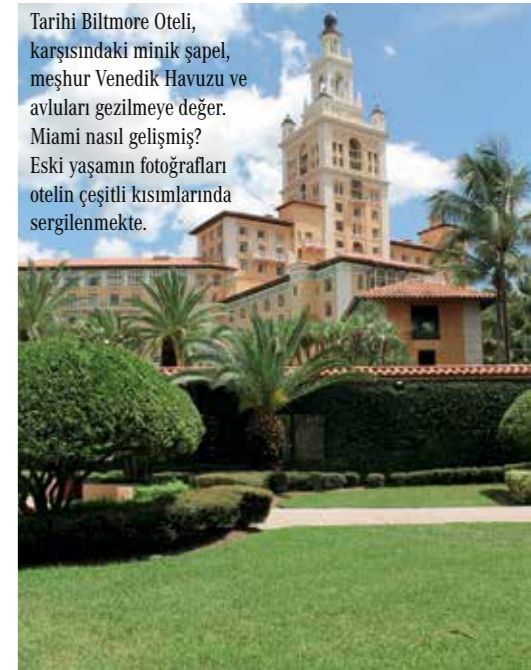 Tarihi Biltmore Oteli,
karşısındaki minik şapel,
meşhur Venedik Havuzu ve
avluları gezilmeye değer.
Miami nasıl gelişmiş?
Eski yaşamın fotoğrafları
otelin çeşitli kısımlarında
sergilenmekte.